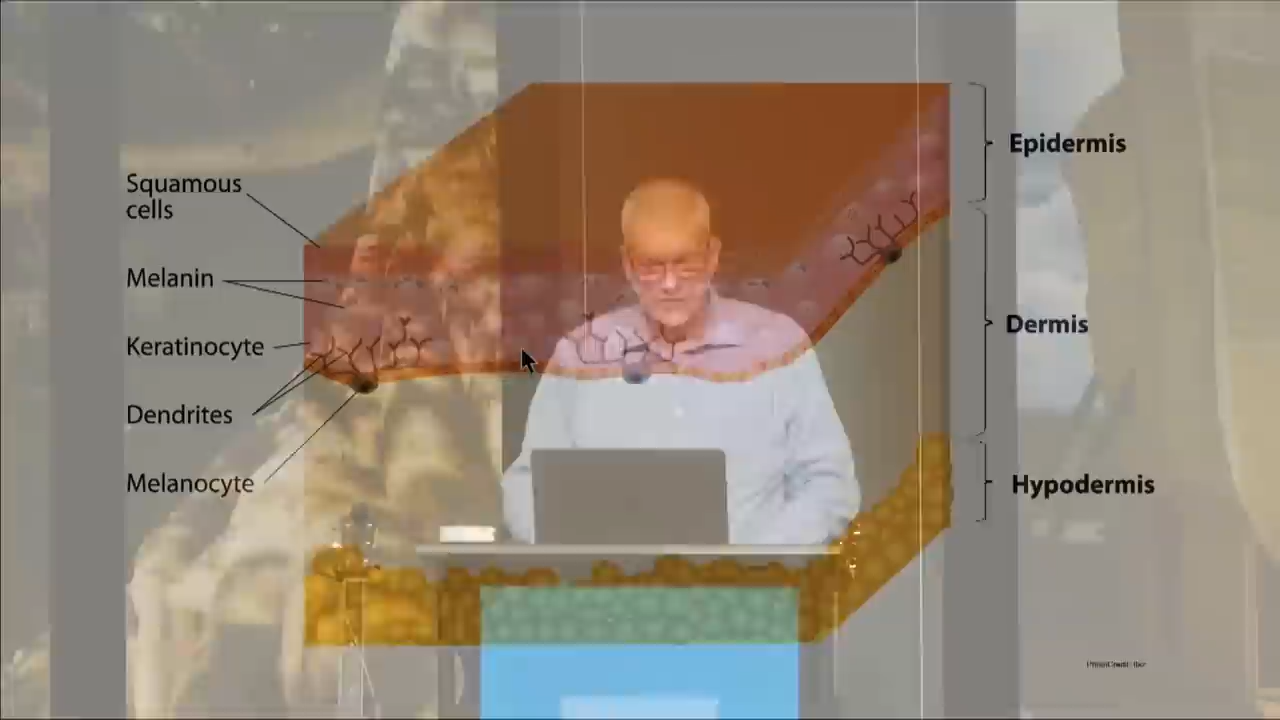 Squamous
cells
Melanin
Keratinocyte
Dendrites
Melanocyte
Epidermis
Dermis
Hypodermis